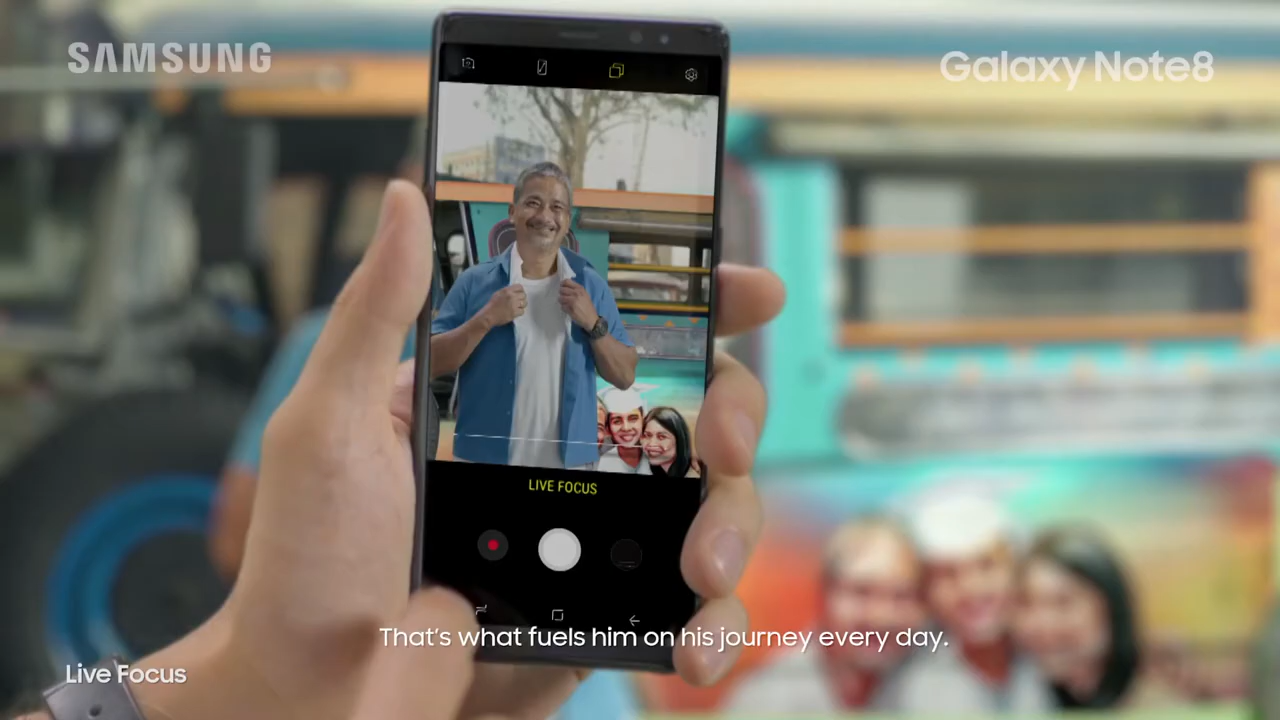 SAMSUNG
Galaxy Note8
LIVE FOCUS
That's what fuels him on his journey every day.
Live Focus